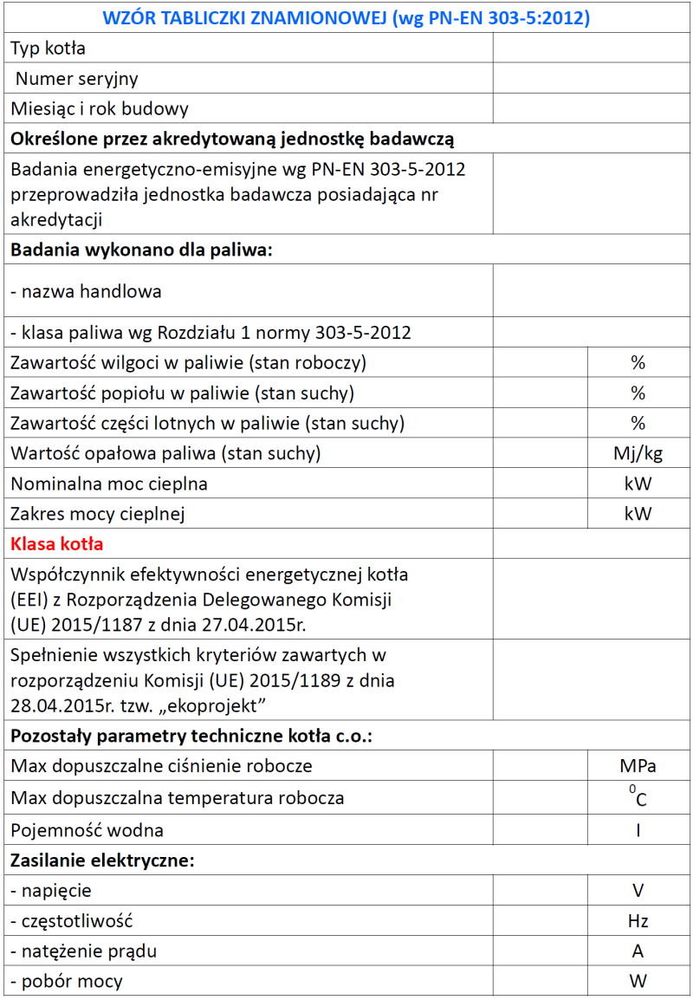 WZÓR TABLICZKI ZNAMIONOWEJ (wg PN-EN 303-5:2012)
Typ kotła
Numer seryjny
Miesiąc i rok budowy
Określone przez akredytowaną jednostkę badawczą
Badania energetyczno-emisyjne wg PN-EN 303-5-2012
przeprowadziła jednostka badawcza posiadająca nr
akredytacji
Badania wykonano dla paliwa:
- nazwa handlowa
- klasa paliwa wg Rozdziału 1 normy 303-5-2012
Zawartość wilgoci w paliwie (stan roboczy) %
Zawartość popiołu w paliwie (stan suchy) %
Zawartość części lotnych w paliwie (stan suchy) %
Wartość opałowa paliwa (stan suchy) Mj/kg
Nominalna moc cieplna kW
Zakres mocy cieplnej kW
Klasa kotła
Współczynnik efektywności energetycznej kotła
(EEI) z Rozporządzenia Delegowanego Komisji
(UE) 2015/1187 z dnia 27.04.2015r.
Spełnienie wszystkich kryteriów zawartych w
rozporządzeniu Komisji (UE) 2015/1189 z dnia
28.04.2015r. tzw. „ekoprojekt”
Pozostały parametry techniczne kotła c.o.:
Max dopuszczalne ciśnienie robocze MPa
Max dopuszczalna temperatura robocza ⁰C
Pojemność wodna l
Zasilanie elektryczne:
- napięcie V
- częstotliwość Hz
- natężenie prądu A
- pobór mocy W